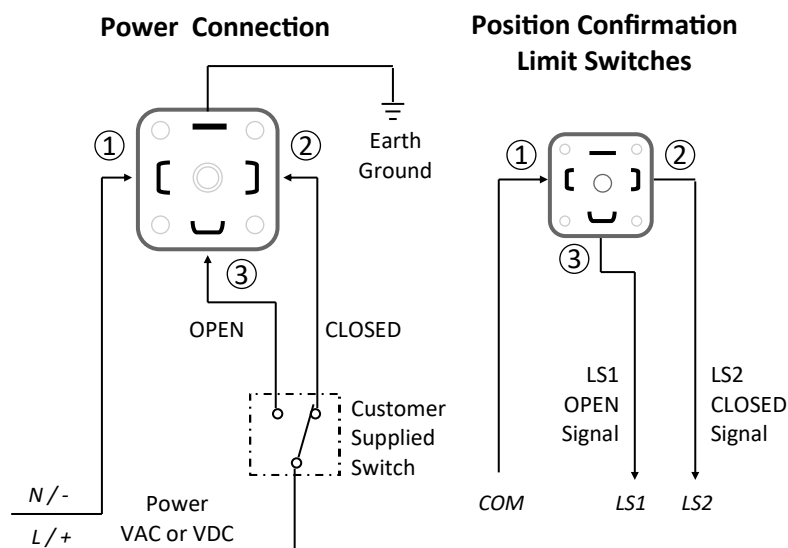 Power Connection
①
②
③
Earth
Ground
OPEN
CLOSED
Customer
Supplied
Switch
N / -
L / +
Power
VAC or VDC
Position Confirmation
Limit Switches
①
②
③
LS1
OPEN
Signal
LS2
CLOSED
Signal
COM
LS1
LS2